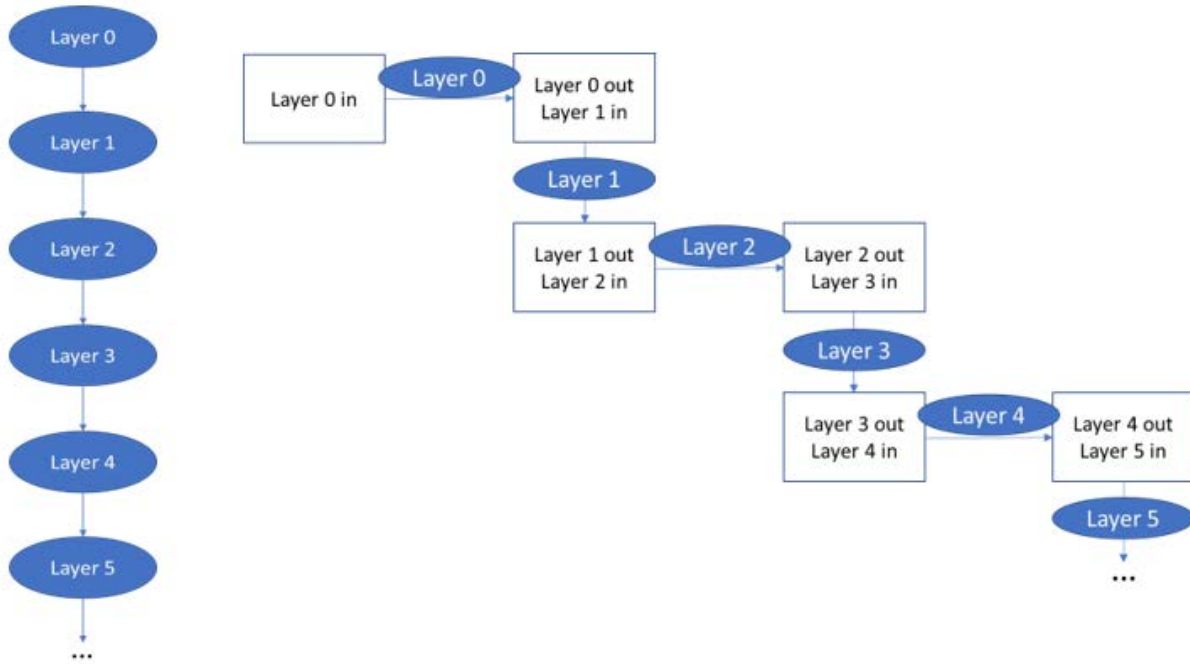 Layer 0
Layer 1
Layer 2
Layer 3
Layer 4
Layer 5
...
Layer 0 in
Layer 0
Layer 0 out
Layer 1 in
Layer 1
Layer 1 out
Layer 2 in
Layer 2
Layer 2 out
Layer 3 in
Layer 3
Layer 3 out
Layer 4 in
Layer 4
Layer 4 out
Layer 5 in
Layer 5
...